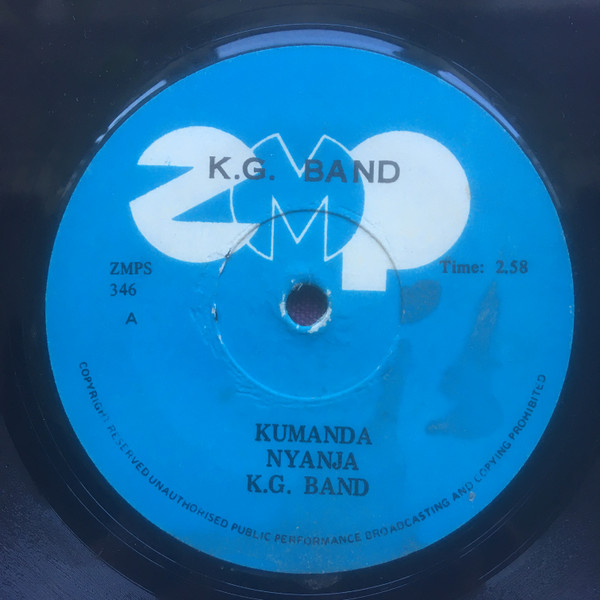 ZMP
K.G. BAND
ZMPS
346
Time: 2.58
A
KUMANDA
NYANJA
K.G. BAND
COPYRIGHT RESERVED UNAUTHORISED PUBLIC PERFORMANCE BROADCASTING AND COPYING PROHIBITED